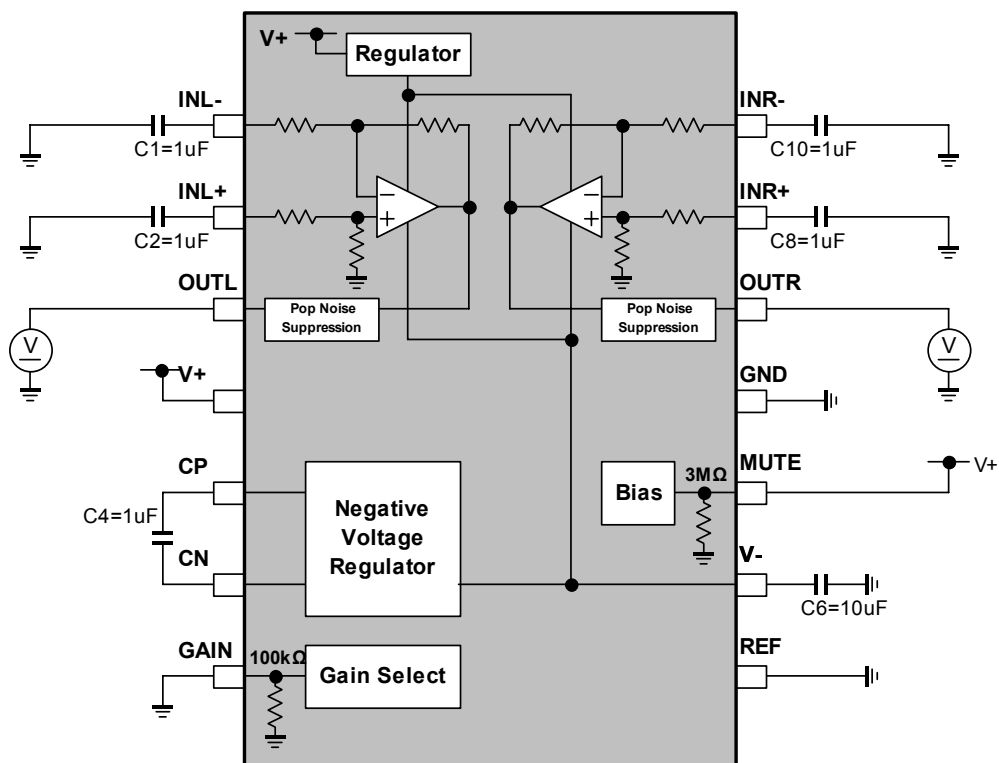 V+
Regulator
INL-
C1=1uF
INR-
C10=1uF
INL+
C2=1uF
INR+
C8=1uF
−
+
−
+
OUTL
Pop Noise
Suppression
Pop Noise
Suppression
OUTR
V
V
V+
GND
CP
C4=1uF
CN
Negative
Voltage
Regulator
Bias
3MΩ
MUTE
V+
V-
C6=10uF
GAIN
100kΩ
Gain Select
REF